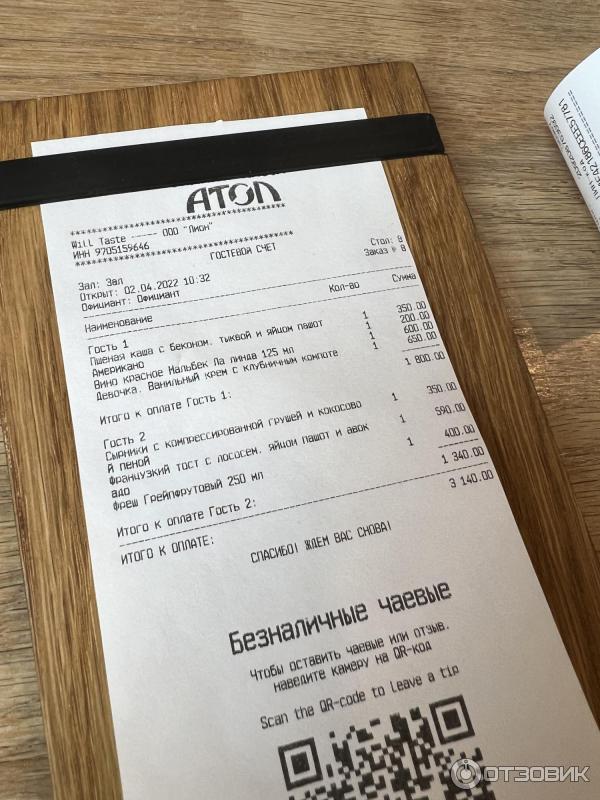 АТОЛ
************************************
Will Taste ----- ООО "Лион"
ИНН 9705159646
************************************
ГОСТЕВОЙ СЧЕТ
Зал: Зал Стол: 8
Открыт: 02.04.2022 10:32 Заказ № 8
Официант: Официант
Наименование Кол-во Сумма
Гость 1
Пшеная каша с беконом, тыквой и яйцом пашот 1 350.00
Американо 1 200.00
Вино красное Мальбек Ла линда 125 мл 1 600.00
Девочка. Ванильный крем с клубничным компоте 1 650.00
Итого к оплате Гость 1: 1 800.00
Гость 2
Сырники с компрессированной грушей и кокосово 1 350.00
й пеной
Французкий тост с лососем, яйцом пашот и авок 1 590.00
адо
Фреш Грейпфрутовый 250 мл 1 400.00
Итого к оплате Гость 2: 1 340.00
ИТОГО К ОПЛАТЕ: 3 140.00
СПАСИБО! ЖДЕМ ВАС СНОВА!
Безналичные чаевые
Чтобы оставить чаевые или отзыв,
наведите камеру на QR-код
Scan the QR-code to leave a tip
ОТЗОВИК